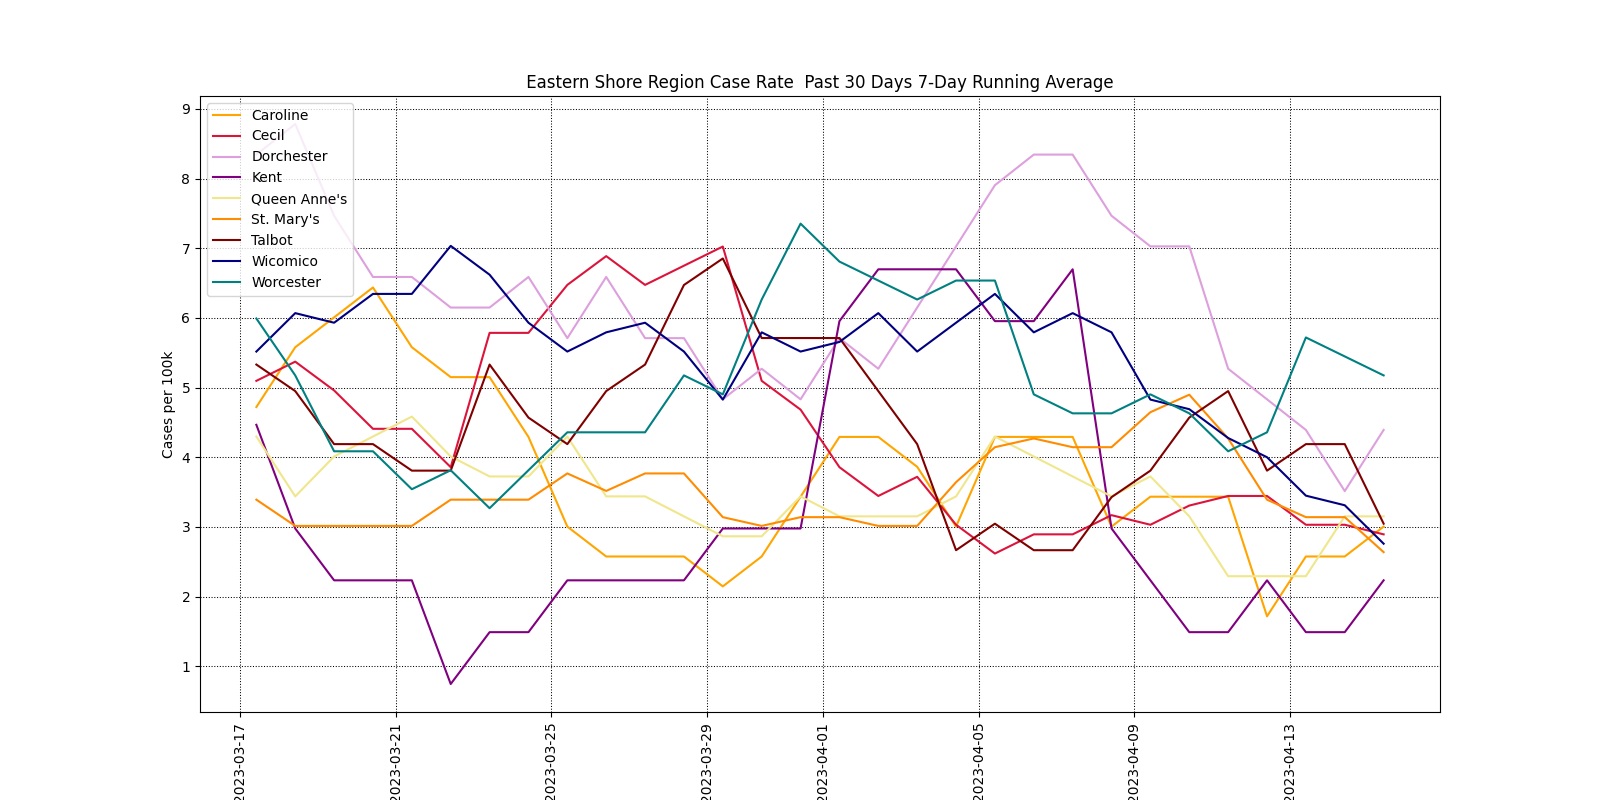 Eastern Shore Region Case Rate  Past 30 Days 7-Day Running Average
Cases per 100k
9
8
7
6
5
4
3
2
1
Caroline
Cecil
Dorchester
Kent
Queen Anne's
St. Mary's
Talbot
Wicomico
Worcester
2023-03-17
2023-03-21
2023-03-25
2023-03-29
2023-04-01
2023-04-05
2023-04-09
2023-04-13